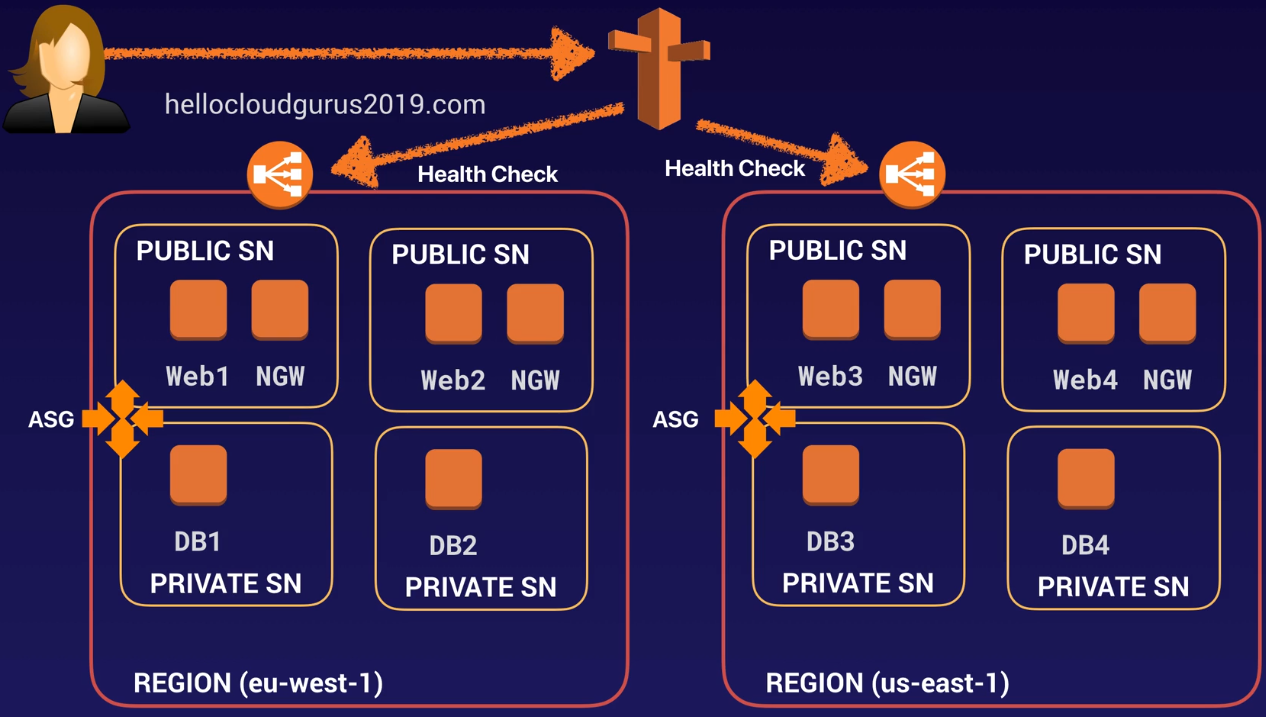 hellocloudgurus2019.com
Health Check
Health Check
PUBLIC SN
Web1 NGW
PUBLIC SN
Web2 NGW
ASG
DB1
PRIVATE SN
DB2
PRIVATE SN
REGION (eu-west-1)
PUBLIC SN
Web3 NGW
PUBLIC SN
Web4 NGW
ASG
DB3
PRIVATE SN
DB4
PRIVATE SN
REGION (us-east-1)